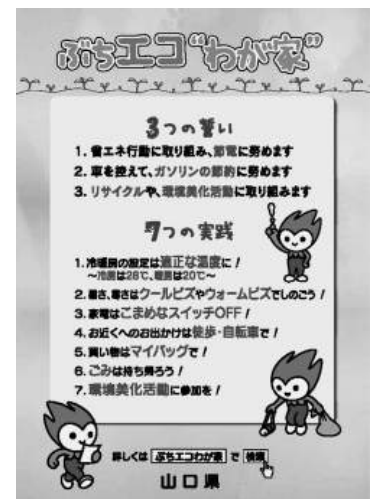 ぶちエコ“わが家”
3つの誓い
1. 省エネ行動に取り組み、節電に努めます
2. 車を控えて、ガソリンの節約に努めます
3. リサイクルや、環境美化活動に取り組みます
7つの実践
1. 冷暖房の設定は適正な温度に！
～冷房は28℃、暖房は20℃～
2. 暑さ、寒さはクールビズやウォームビズでしのごう！
3. 家電はこまめなスイッチOFF！
4. お近くへのお出かけは徒歩・自転車で！
5. 買い物はマイバッグで！
6. ごみは持ち帰ろう！
7. 環境美化活動に参加を！
詳しくは ぶちエコわが家 で 検索
山口県